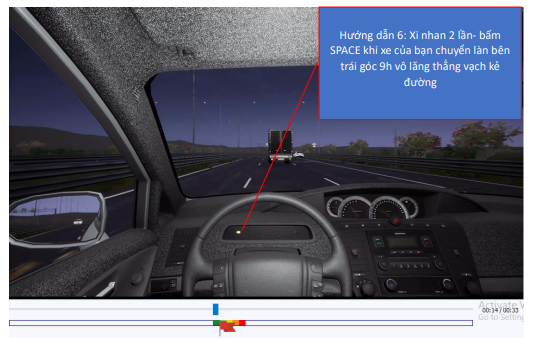 Hướng dẫn 6: Xi nhan 2 lần- bấm
SPACE khi xe của bạn chuyển làn bên
trái góc 9h vô lăng thẳng vạch kẻ
đường
Activate
00:14 / 00:33
Go to Setting